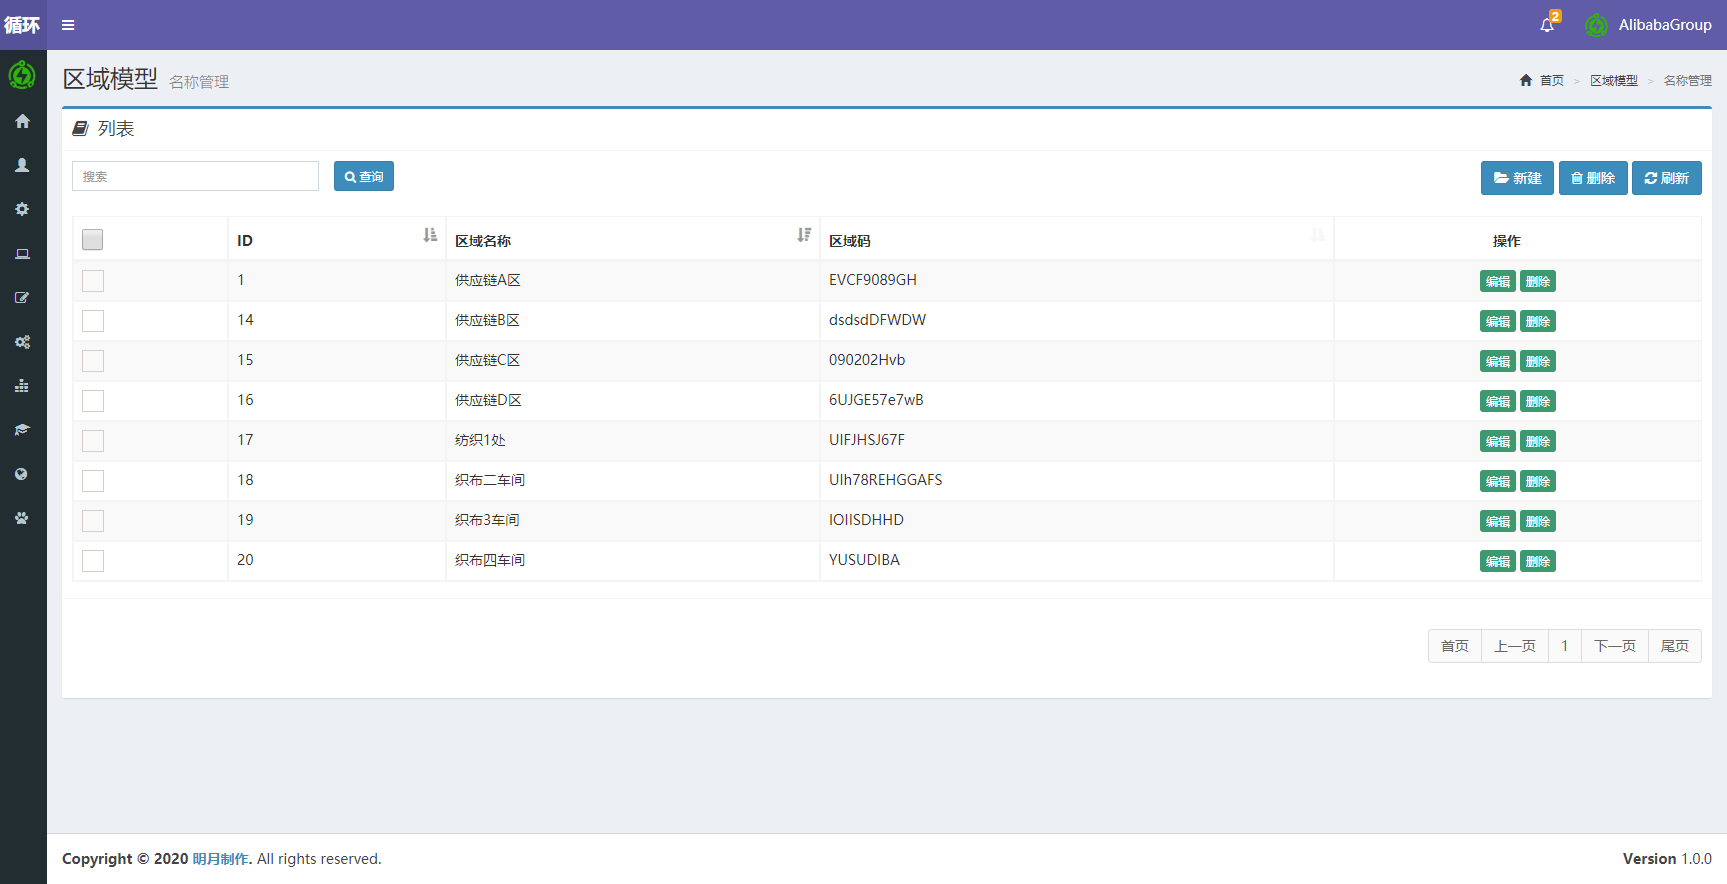 循环
2
AlibabaGroup
区域模型 名称管理
首页 > 区域模型 > 名称管理
列表
搜索 查询 新建 删除 刷新
ID 区域名称 区域码 操作
1 供应链A区 EVCF9089GH 编辑 删除
14 供应链B区 dsdsdDFWDW 编辑 删除
15 供应链C区 090202Hvb 编辑 删除
16 供应链D区 6UJGE57e7wB 编辑 删除
17 纺织1处 UIFJHSJ67F 编辑 删除
18 织布二车间 UIh78REHGGAFS 编辑 删除
19 织布3车间 IOIISDHHD 编辑 删除
20 织布四车间 YUSUDIBA 编辑 删除
首页 上一页 1 下一页 尾页
Copyright © 2020 明月制作. All rights reserved. Version 1.0.0